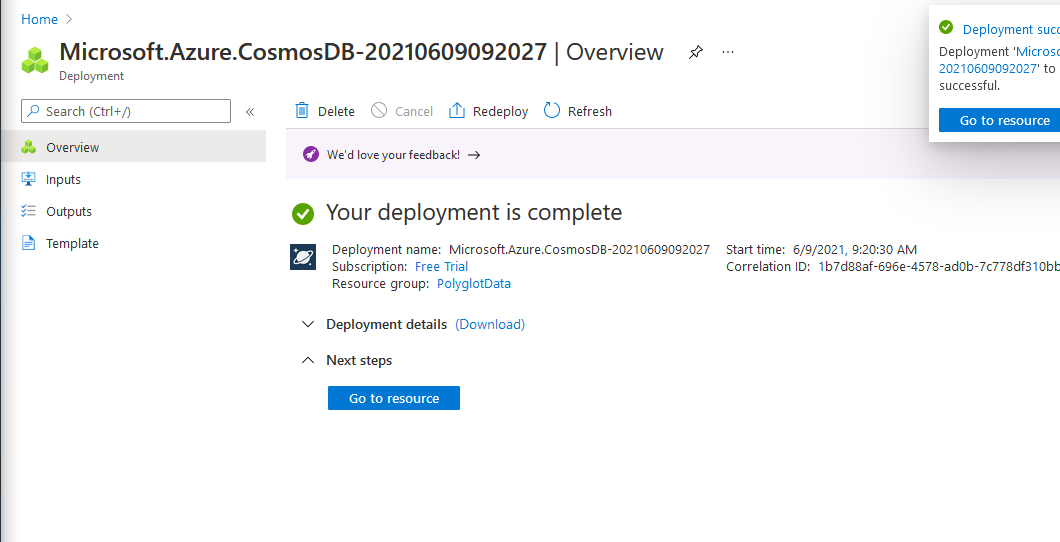 Home
Microsoft.Azure.CosmosDB-20210609092027 | Overview
Deployment
Search (Ctrl+/)
Delete Cancel Redeploy Refresh
Overview
Inputs
Outputs
Template
We'd love your feedback!
Your deployment is complete
Deployment name: Microsoft.Azure.CosmosDB-20210609092027
Subscription: Free Trial
Resource group: PolyglotData
Start time: 6/9/2021, 9:20:30 AM
Correlation ID: 1b7d88af-696e-4578-ad0b-7c778df310bb
Deployment details (Download)
Next steps
Go to resource
Deployment succ
Deployment 'Microso
20210609092027' to
successful.
Go to resource